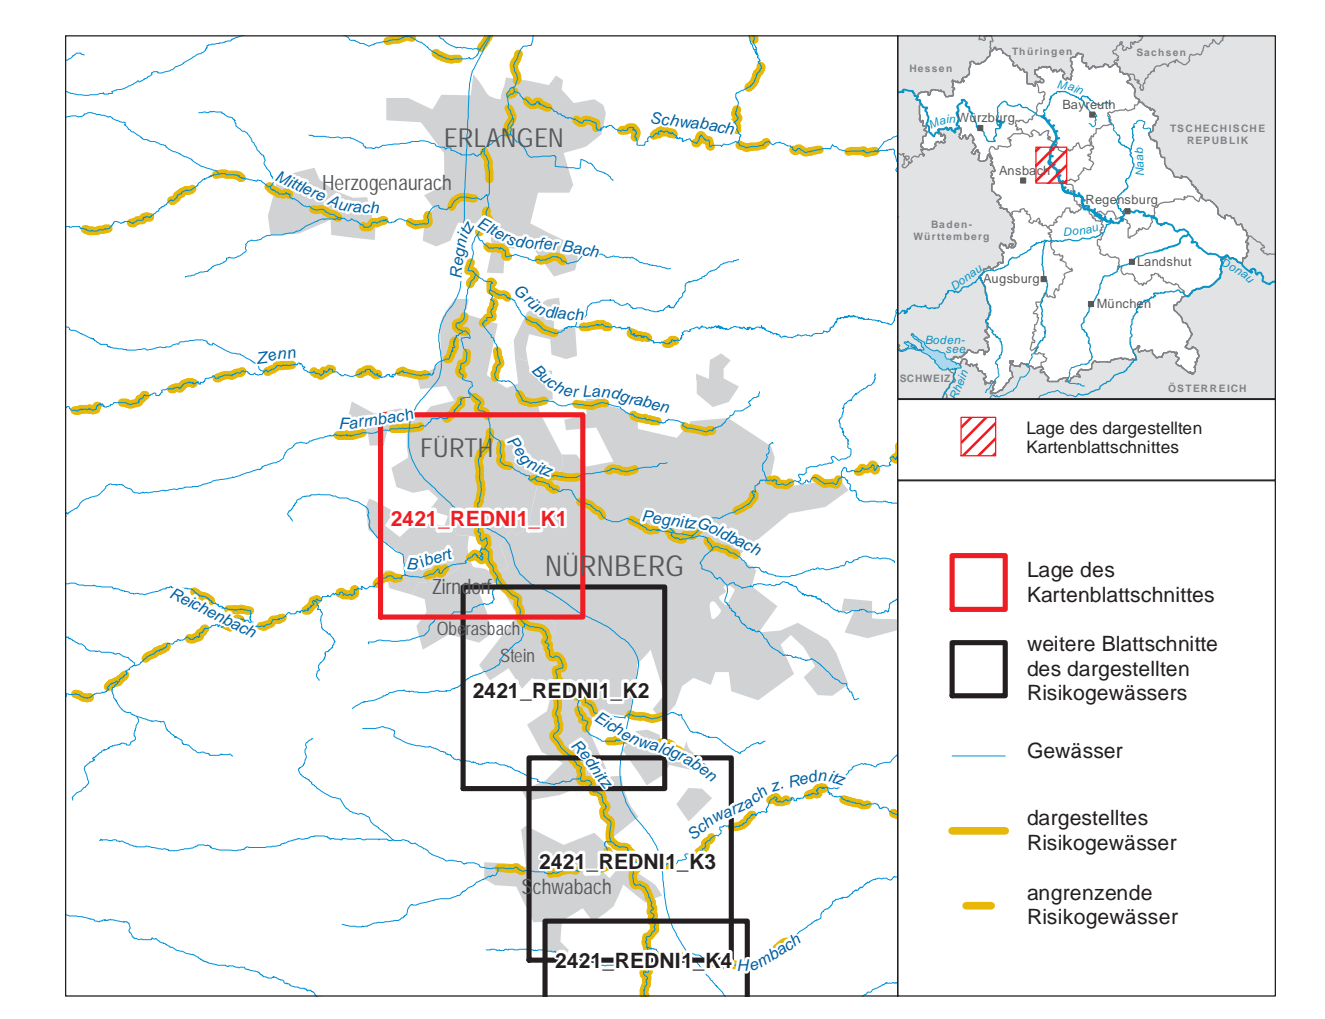 Schwabach
ERLANGEN
Herzogenaurach
Mittlere Aurach
Regnitz
Eltersdorfer Bach
Gründlach
Zenn
Bucher Landgraben
Farrnbach
FÜRTH
Pegnitz
2421_REDNI1_K1
Pegnitz
Goldbach
Bibert
NÜRNBERG
Zirndorf
Reichenbach
Oberasbach
Stein
2421_REDNI1_K2
Eichenwaldgraben
Rednitz
Schwarzach z. Rednitz
2421_REDNI1_K3
Schwabach
2421_REDNI1_K4
Hembach
Thüringen
Sachsen
Hessen
Main
Bayreuth
Main
Würzburg
TSCHECHISCHE
REPUBLIK
Naab
Ansbach
Regensburg
Baden-
Württemberg
Donau
Landshut
Donau
Donau
Augsburg
München
Boden-
see
SCHWEIZ
Rhein
ÖSTERREICH
Lage des dargestellten
Kartenblattschnittes
Lage des
Kartenblattschnittes
weitere Blattschnitte
des dargestellten
Risikogewässers
Gewässer
dargestelltes
Risikogewässer
angrenzende
Risikogewässer